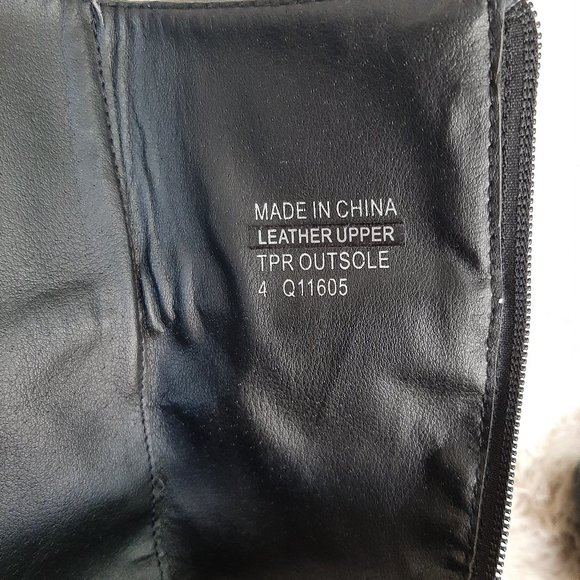 MADE IN CHINA
LEATHER UPPER
TPR OUTSOLE
4 Q11605